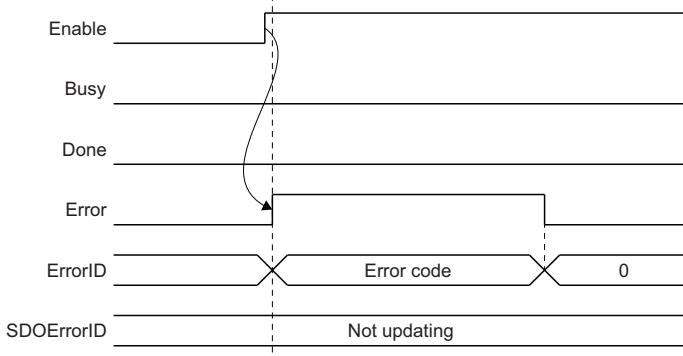 Enable
Busy
Done
Error
ErrorID Error code 0
SDOErrorID Not updating